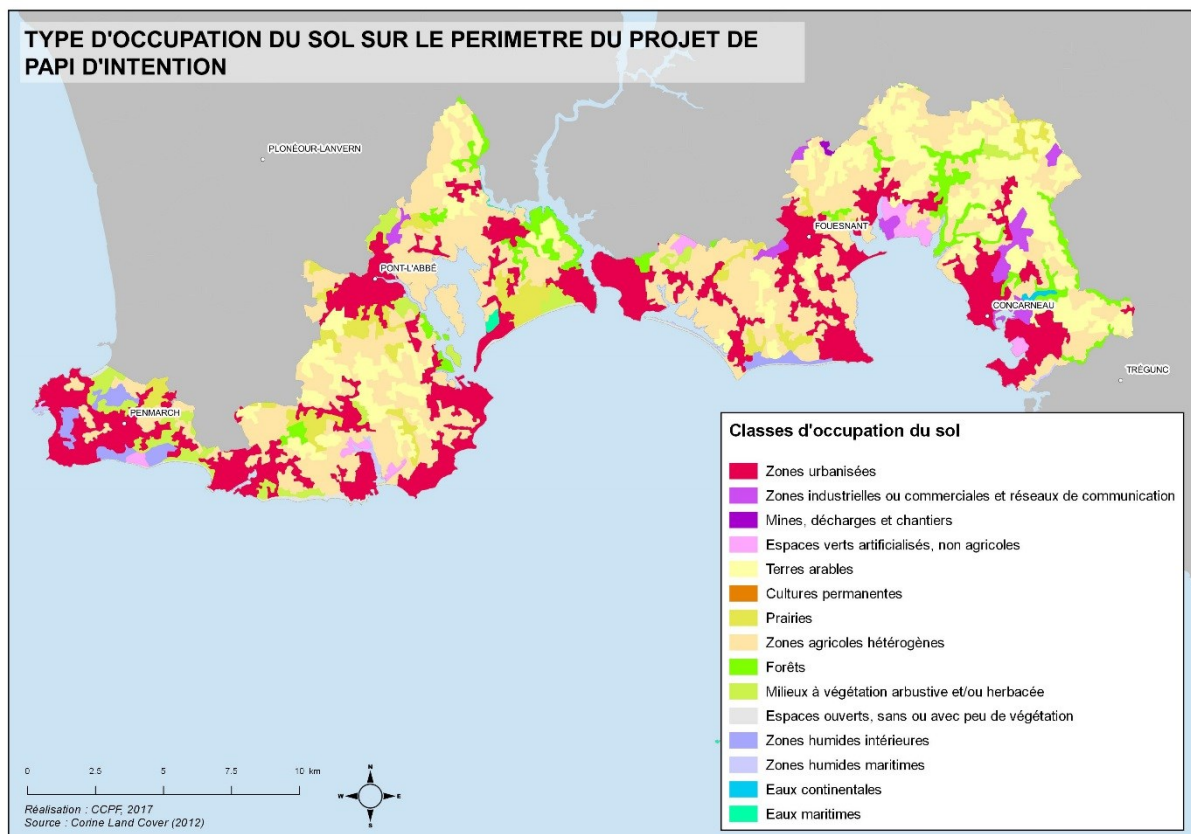 TYPE D'OCCUPATION DU SOL SUR LE PERIMETRE DU PROJET DE
PAPI D'INTENTION
PLONÉOUR-LANVERN
FOUESNANT
PONT-L'ABBÉ
CONCARNEAU
TRÉGUNC
PENMARCH
Classes d'occupation du sol
Zones urbanisées
Zones industrielles ou commerciales et réseaux de communication
Mines, décharges et chantiers
Espaces verts artificialisés, non agricoles
Terres arables
Cultures permanentes
Prairies
Zones agricoles hétérogènes
Forêts
Milieux à végétation arbustive et/ou herbacée
Espaces ouverts, sans ou avec peu de végétation
Zones humides intérieures
Zones humides maritimes
Eaux continentales
Eaux maritimes
0 2.5 5 7.5 10 km
N
W E
S
Réalisation : CCPF, 2017
Source : Corine Land Cover (2012)